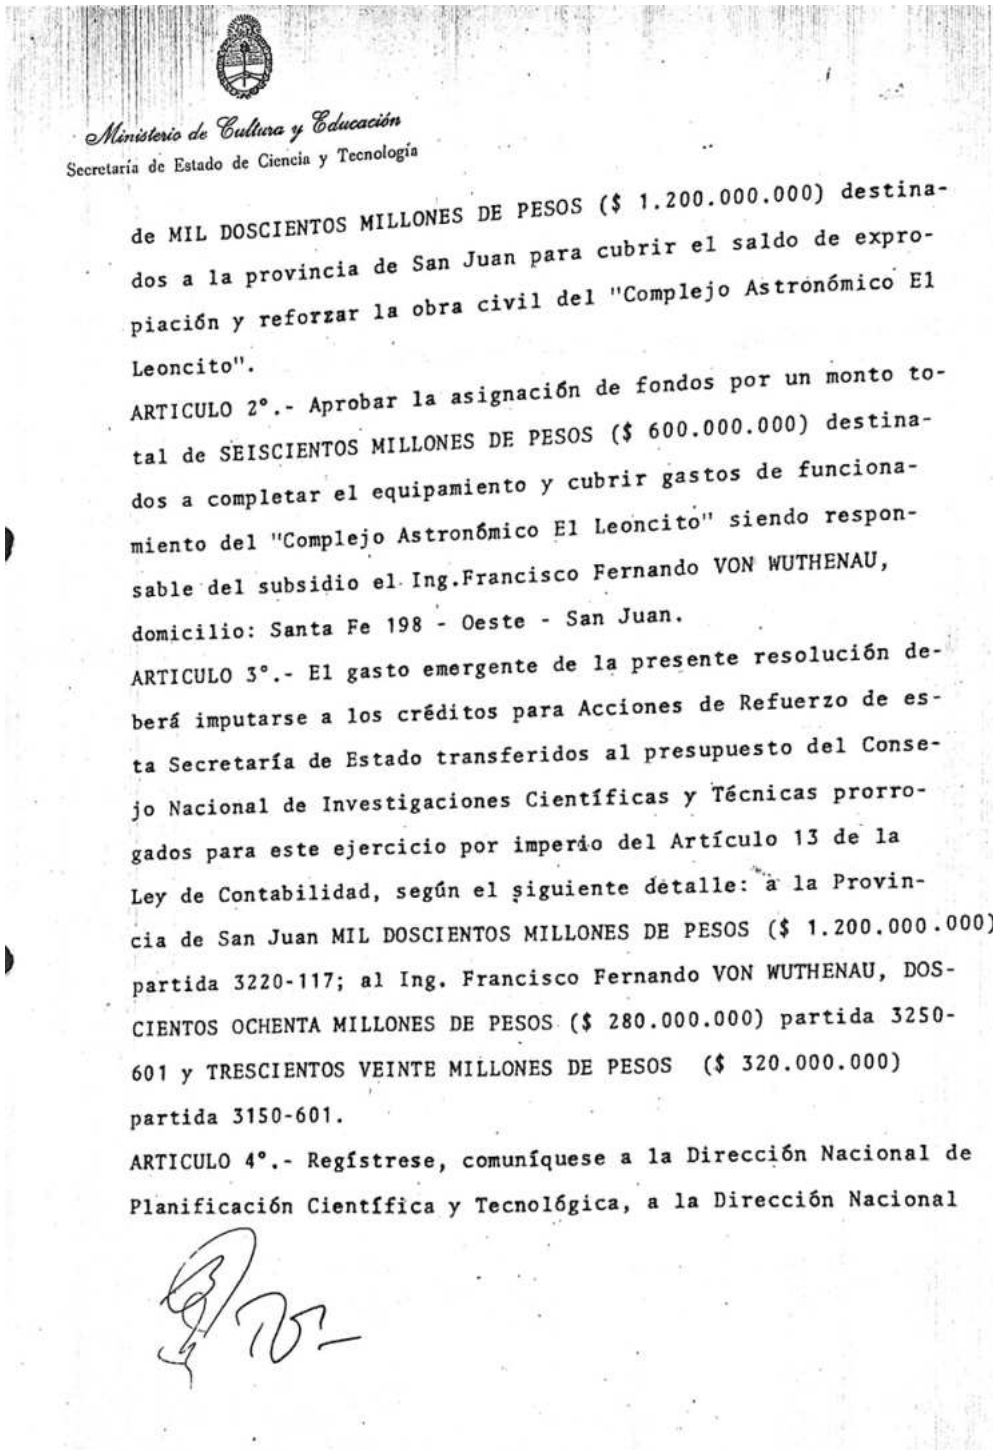 Ministerio de Cultura y Educación
Secretaría de Estado de Ciencia y Tecnología
de MIL DOSCIENTOS MILLONES DE PESOS ($ 1.200.000.000) destina-
dos a la provincia de San Juan para cubrir el saldo de expro-
piación y reforzar la obra civil del "Complejo Astronómico El
Leoncito".
ARTICULO 2°.- Aprobar la asignación de fondos por un monto to-
tal de SEISCIENTOS MILLONES DE PESOS ($ 600.000.000) destina-
dos a completar el equipamiento y cubrir gastos de funciona-
miento del "Complejo Astronómico El Leoncito" siendo respon-
sable del subsidio el Ing.Francisco Fernando VON WUTHENAU,
domicilio: Santa Fe 198 - Oeste - San Juan.
ARTICULO 3°.- El gasto emergente de la presente resolución de-
berá imputarse a los créditos para Acciones de Refuerzo de es-
ta Secretaría de Estado transferidos al presupuesto del Conse-
jo Nacional de Investigaciones Científicas y Técnicas prorro-
gados para este ejercicio por imperio del Artículo 13 de la
Ley de Contabilidad, según el siguiente detalle: a la Provin-
cia de San Juan MIL DOSCIENTOS MILLONES DE PESOS ($ 1.200.000.000)
partida 3220-117; al Ing. Francisco Fernando VON WUTHENAU, DOS-
CIENTOS OCHENTA MILLONES DE PESOS ($ 280.000.000) partida 3250-
601 y TRESCIENTOS VEINTE MILLONES DE PESOS ($ 320.000.000)
partida 3150-601.
ARTICULO 4°.- Regístrese, comuníquese a la Dirección Nacional de
Planificación Científica y Tecnológica, a la Dirección Nacional